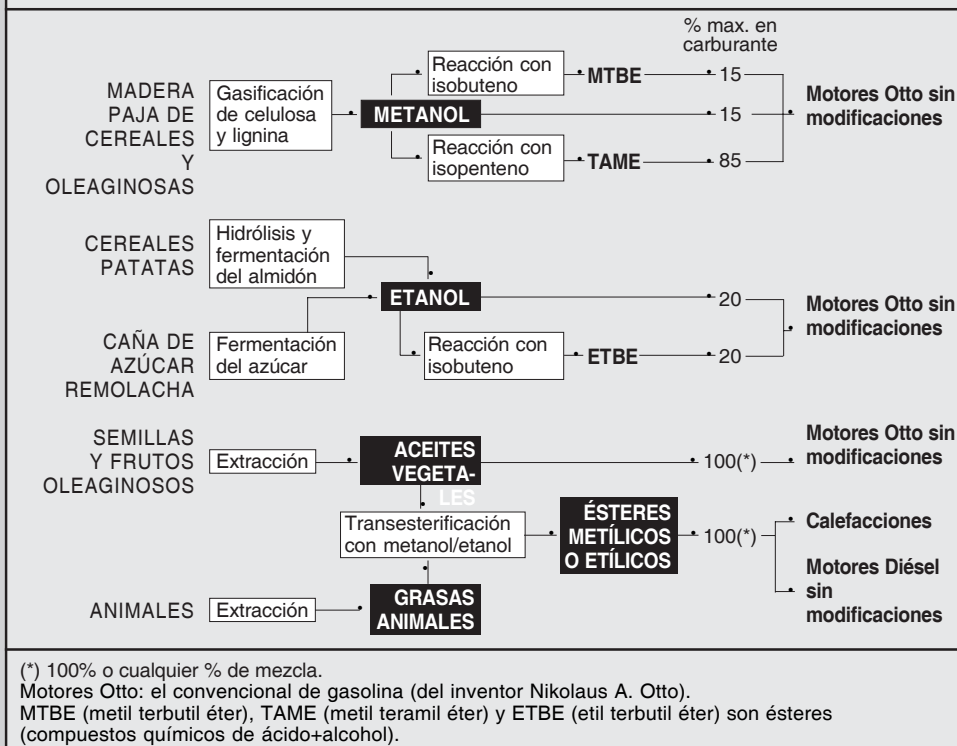 % max. en
carburante
MADERA
PAJA DE
CEREALES
Y
OLEAGINOSAS
Gasificación
de celulosa
y lignina
METANOL
Reacción con
isobuteno
MTBE
15
15
Reacción con
isopenteno
TAME
85
Motores Otto sin
modificaciones
CEREALES
PATATAS
Hidrólisis y
fermentación
del almidón
CAÑA DE
AZÚCAR
REMOLACHA
Fermentación
del azúcar
ETANOL
20
Reacción con
isobuteno
ETBE
20
Motores Otto sin
modificaciones
SEMILLAS
Y FRUTOS
OLEAGINOSOS
Extracción
ACEITES
VEGETA-
LES
100(*)
Motores Otto sin
modificaciones
Transesterificación
con metanol/etanol
ÉSTERES
METÍLICOS
O ETÍLICOS
100(*)
Calefacciones
Motores Diésel
sin
modificaciones
ANIMALES
Extracción
GRASAS
ANIMALES
(*) 100% o cualquier % de mezcla.
Motores Otto: el convencional de gasolina (del inventor Nikolaus A. Otto).
MTBE (metil terbutil éter), TAME (metil teramil éter) y ETBE (etil terbutil éter) son ésteres
(compuestos químicos de ácido+alcohol).